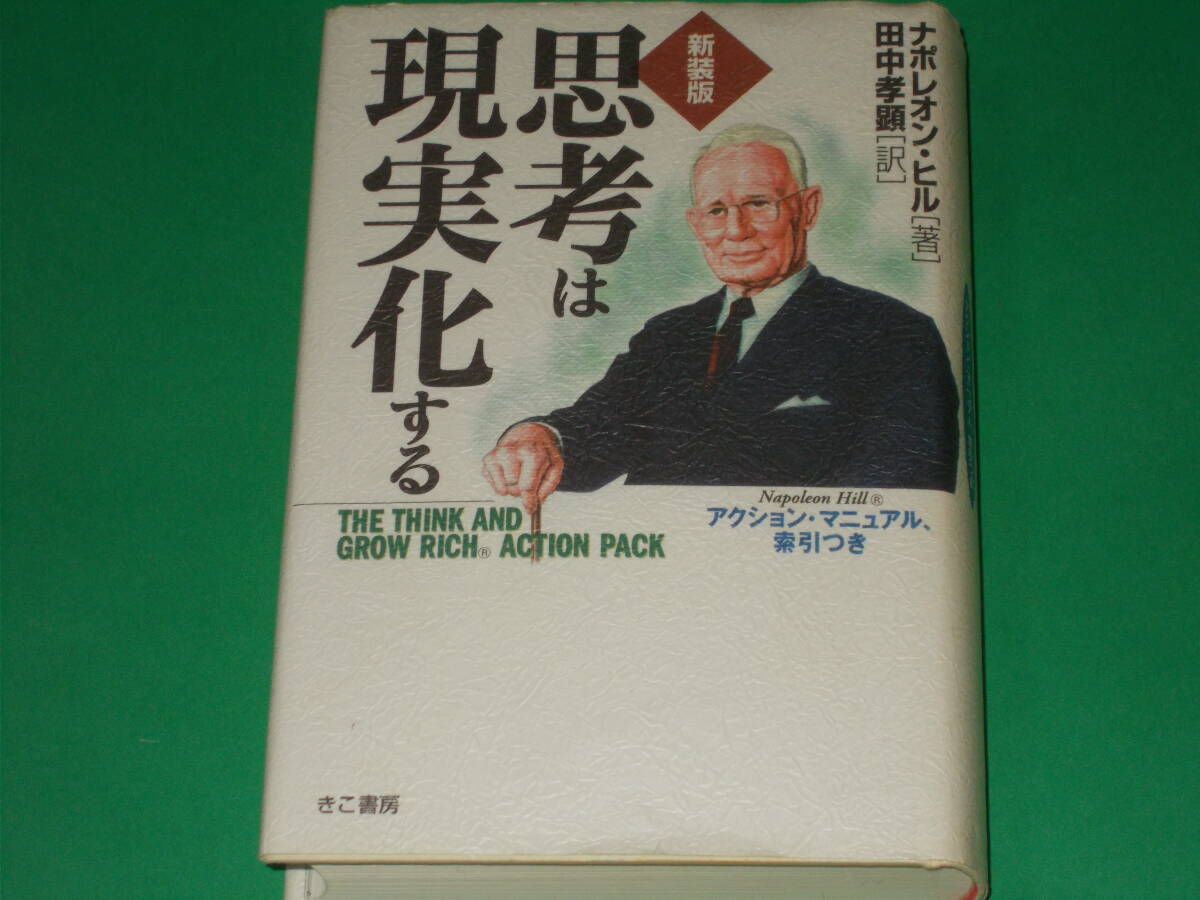 新装版
ナポレオン・ヒル[著]
田中孝顕[訳]
思考は
現実化する
THE THINK AND
GROW RICH® ACTION PACK
Napoleon Hill®
アクション・マニュアル、
索引つき
きこ書房